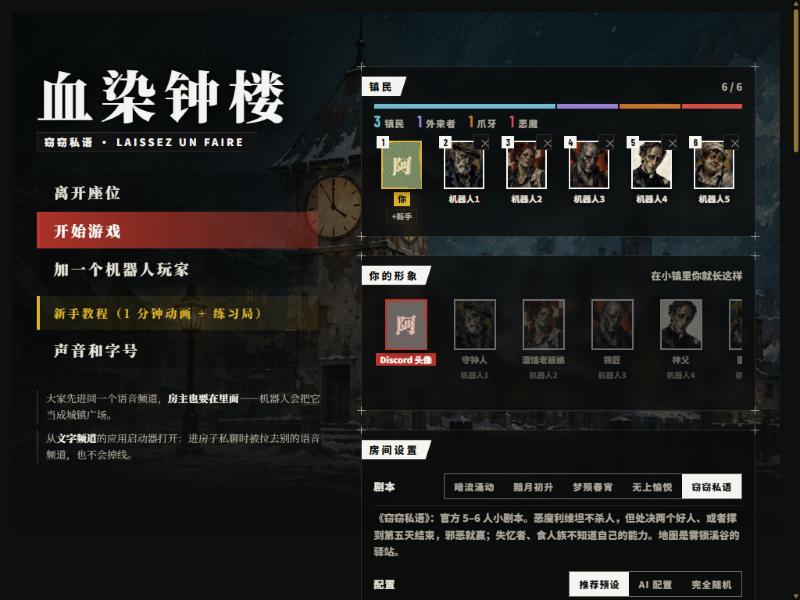 血染钟楼
窃窃私语 • LAISSEZ UN FAIRE
离开座位
开始游戏
加一个机器人玩家
新手教程（1 分钟动画 + 练习局）
声音和字号
大家先进同一个语音频道，房主也要在里面——机器人会把它
当成城镇广场。
从文字频道的应用启动器打开：进房子私聊时被拉去别的语音
频道，也不会掉线。
镇民
6 / 6
3 镇民 1 外来者 1 爪牙 1 恶魔
1 2 3 4 5 6
阿
你 机器人1 机器人2 机器人3 机器人4 机器人5
+新手
你的形象
在小镇里你就长这样
阿
Discord 头像 守钟人 酒馆老板娘 铁匠 神父
机器人1 机器人2 机器人3 机器人4
房间设置
剧本
暗流涌动 黯月初升 梦殒春宵 无上愉悦 窃窃私语
《窃窃私语》：官方 5–6 人小剧本。恶魔利维坦不杀人，但处决两个好人、或者撑
到第五天结束，邪恶就赢；失忆者、食人族不知道自己的能力。地图是雾锁溪谷的
驿站。
配置
推荐预设 AI 配置 完全随机